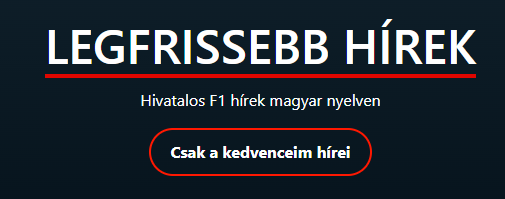 LEGFRISSEBB HÍREK
Hivatalos F1 hírek magyar nyelven
Csak a kedvenceim hírei